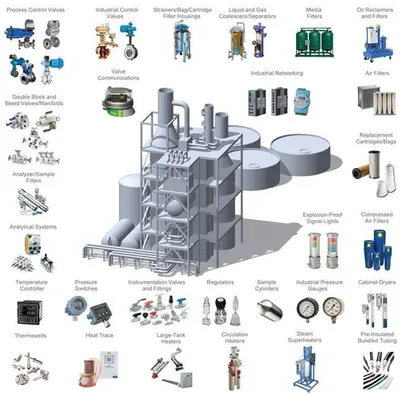 Process Control Valves
Industrial Control
Valves
Strainers/Bag/Cartridge
Filter Housings
Liquid and Gas
Coalescers/Separators
Media
Filters
Oil Reclaimers and
Filters
Valve
Communications
Industrial Networking
Air Filters
Double Block and
Bleed Valves/Manifolds
Replacement
Cartridges/Bags
Analyzer/Sample
Filters
Explosion-Proof
Signal Lights
Compressed Air
Filters
Analytical Systems
Temperature
Controller
Pressure
Switches
Instrumentation Valves
and Fittings
Regulators
Sample
Cylinders
Industrial Pressure
Gauges
Cabinet Dryers
Thermowells
Heat Trace
Large-Tank
Heaters
Circulation
Heaters
Steam
Superheaters
Pre-Insulated
Bundled Tubing